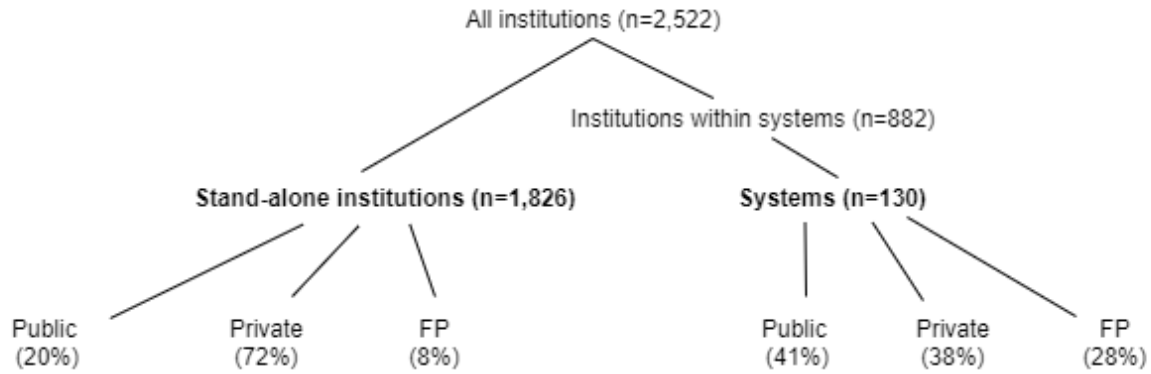 All institutions (n=2,522)
Institutions within systems (n=882)
Stand-alone institutions (n=1,826)
Systems (n=130)
Public
(20%)
Private
(72%)
FP
(8%)
Public
(41%)
Private
(38%)
FP
(28%)